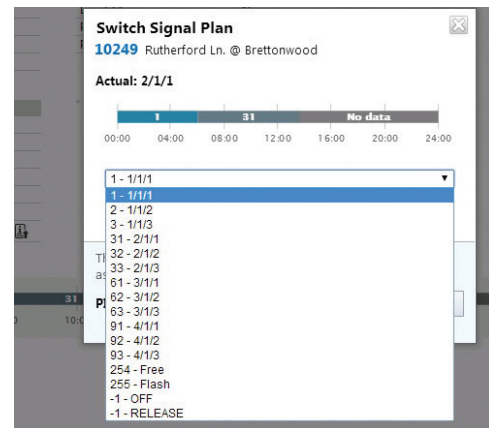 Switch Signal Plan
10249 Rutherford Ln. @ Brettonwood
Actual: 2/1/1
1 31 No data
00:00 04:00 08:00 12:00 16:00 20:00 24:00
1 - 1/1/1
1 - 1/1/1
2 - 1/1/2
3 - 1/1/3
31 - 2/1/1
32 - 2/1/2
33 - 2/1/3
61 - 3/1/1
62 - 3/1/2
63 - 3/1/3
91 - 4/1/1
92 - 4/1/2
93 - 4/1/3
254 - Free
255 - Flash
-1 - OFF
-1 - RELEASE
31